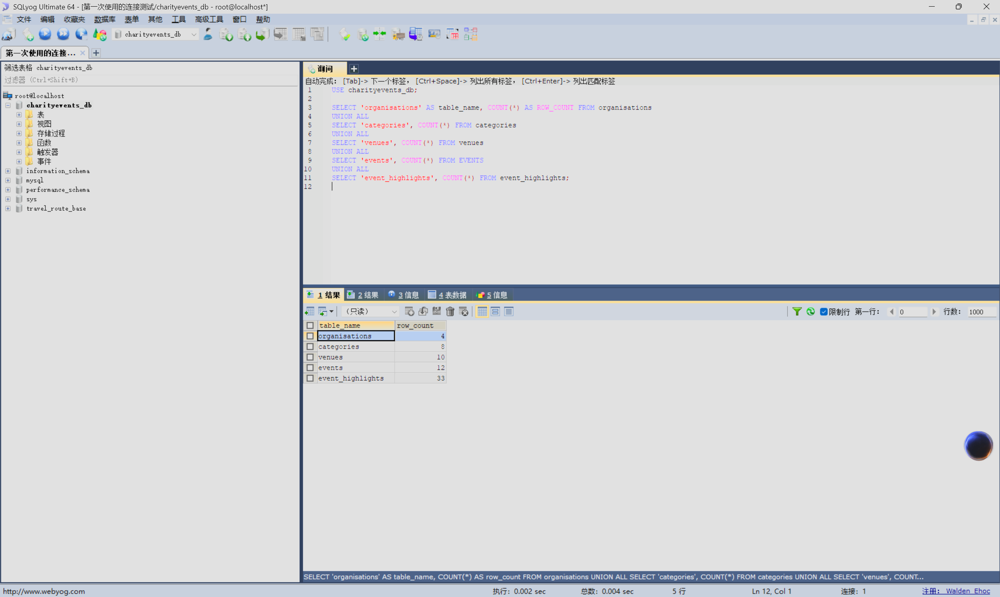 SQLyog Ultimate 64 - [第一次使用的连接测试/charityevents_db - root@localhost*]
文件 编辑 收藏夹 数据库 表单 其他 工具 高级工具 窗口 帮助
charityevents_db
第一次使用的连接...
筛选表格 charityevents_db
过滤器 (Ctrl+Shift+B)
root@localhost
charityevents_db
表
视图
存储过程
函数
触发器
事件
information_schema
mysql
performance_schema
sys
travel_route_base
询问
自动完成: [Tab]-> 下一个标签, [Ctrl+Space]-> 列出所有标签, [Ctrl+Enter]-> 列出匹配标签
1 USE charityevents_db;
2
3 SELECT 'organisations' AS table_name, COUNT(*) AS ROW_COUNT FROM organisations
4 UNION ALL
5 SELECT 'categories', COUNT(*) FROM categories
6 UNION ALL
7 SELECT 'venues', COUNT(*) FROM venues
8 UNION ALL
9 SELECT 'events', COUNT(*) FROM EVENTS
10 UNION ALL
11 SELECT 'event_highlights', COUNT(*) FROM event_highlights;
12
1 结果 2 结果 3 信息 4 表数据 5 信息
(只读) 限制行 第一行: 0 行数: 1000
table_name row_count
organisations 4
categories 8
venues 10
events 12
event_highlights 33
SELECT 'organisations' AS table_name, COUNT(*) AS row_count FROM organisations UNION ALL SELECT 'categories', COUNT(*) FROM categories UNION ALL SELECT 'venues', COUNT...
http://www.webyog.com 执行: 0.002 sec 总数: 0.004 sec 5 行 Ln 12, Col 1 连接: 1 注册: Walden Ehoc